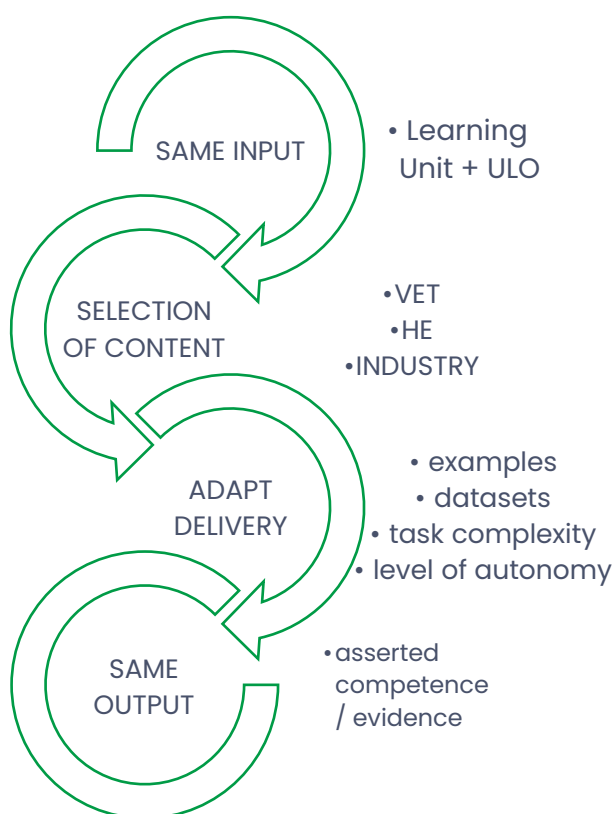 SAME INPUT
• Learning
Unit + ULO
SELECTION
OF CONTENT
•VET
•HE
•INDUSTRY
ADAPT
DELIVERY
• examples
• datasets
• task complexity
• level of autonomy
SAME
OUTPUT
•asserted
competence
/ evidence